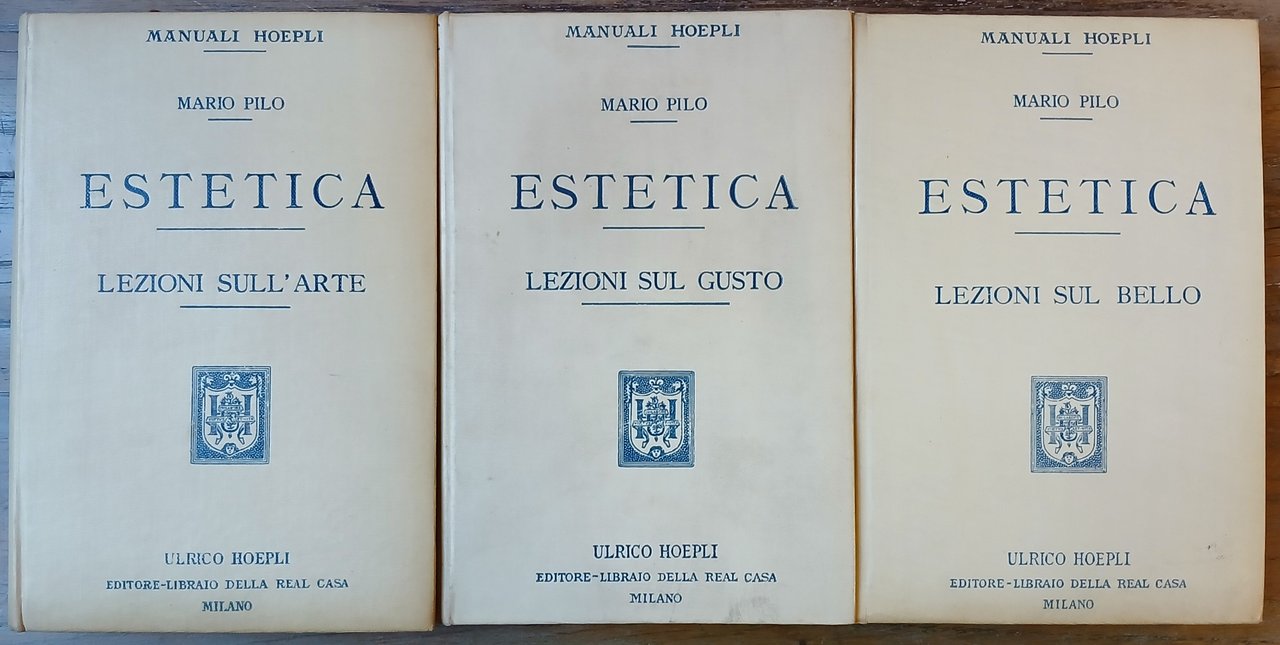 MANUALI HOEPLI
MARIO PILO
ESTETICA
LEZIONI SULL'ARTE
ULRICO HOEPLI
EDITORE-LIBRAIO DELLA REAL CASA
MILANO
MANUALI HOEPLI
MARIO PILO
ESTETICA
LEZIONI SUL GUSTO
ULRICO HOEPLI
EDITORE-LIBRAIO DELLA REAL CASA
MILANO
MANUALI HOEPLI
MARIO PILO
ESTETICA
LEZIONI SUL BELLO
ULRICO HOEPLI
EDITORE-LIBRAIO DELLA REAL CASA
MILANO